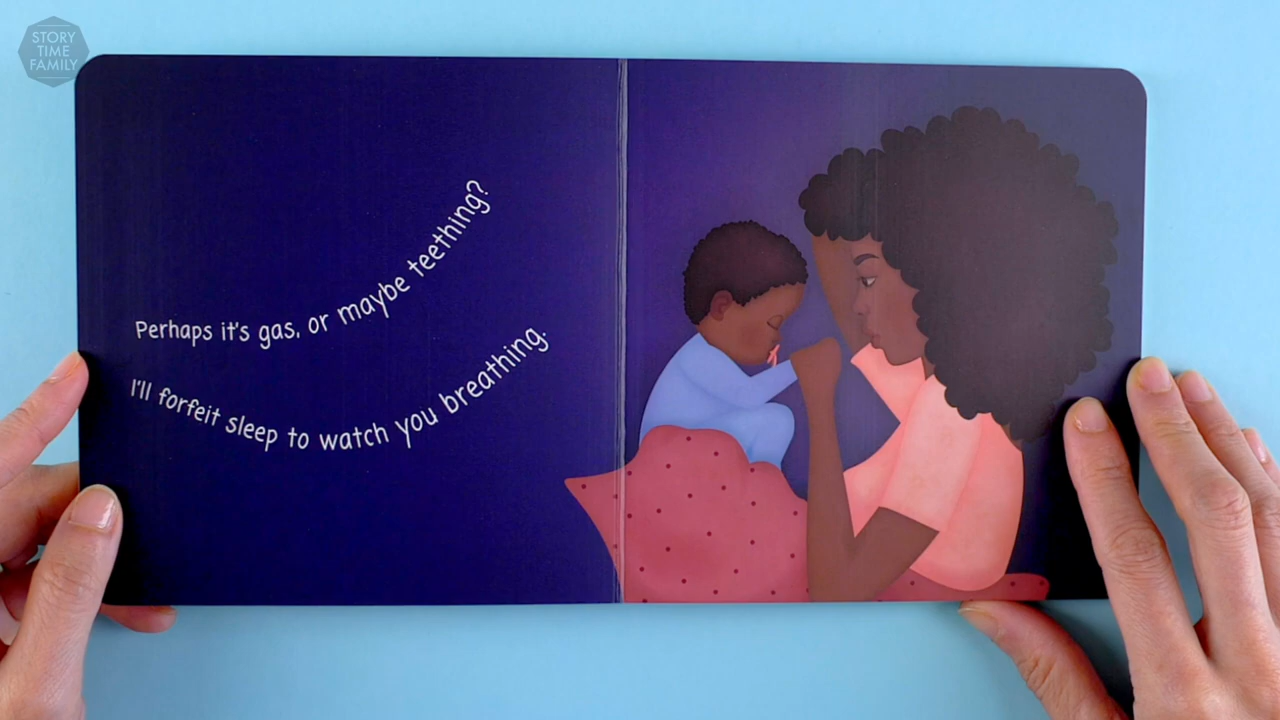 STORY
TIME
FAMILY
Perhaps it's gas, or maybe teething?
I'll forfeit sleep to watch you breathing.